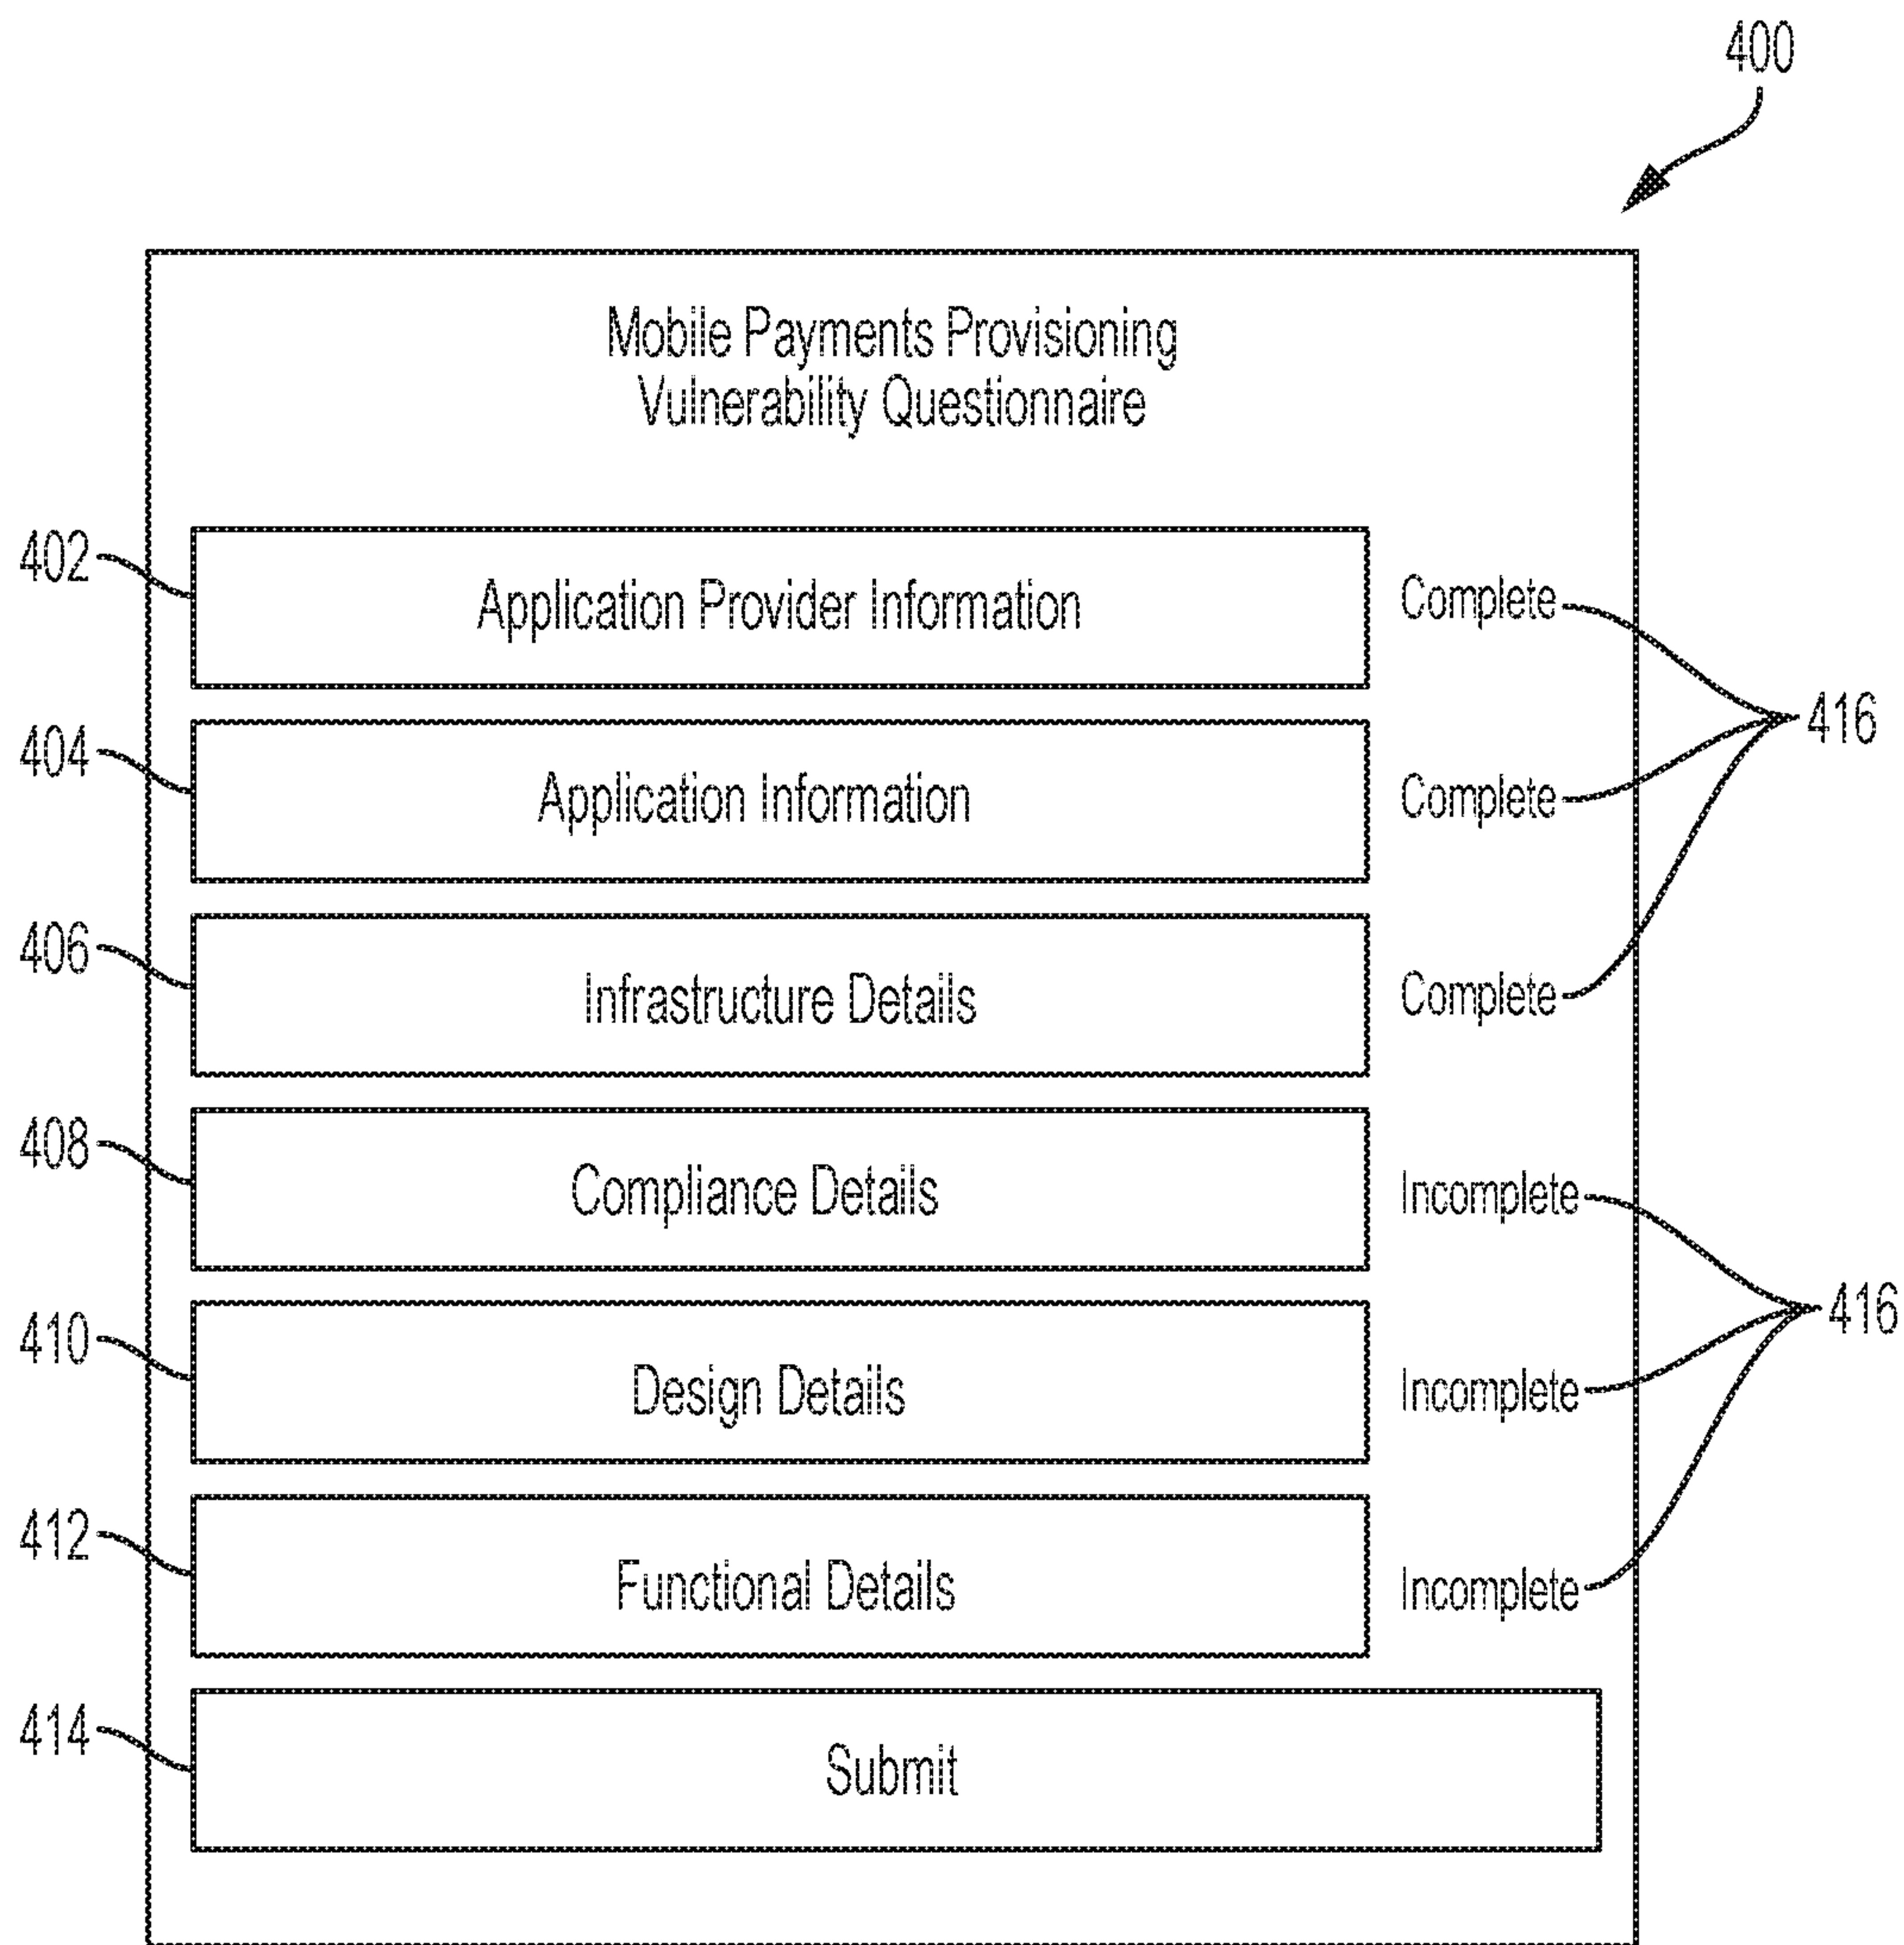 400
Mobile Payments Provisioning
Vulnerability Questionnaire
402
Application Provider Information
Complete
416
404
Application Information
Complete
406
Infrastructure Details
Complete
408
Compliance Details
Incomplete
416
410
Design Details
Incomplete
412
Functional Details
Incomplete
414
Submit